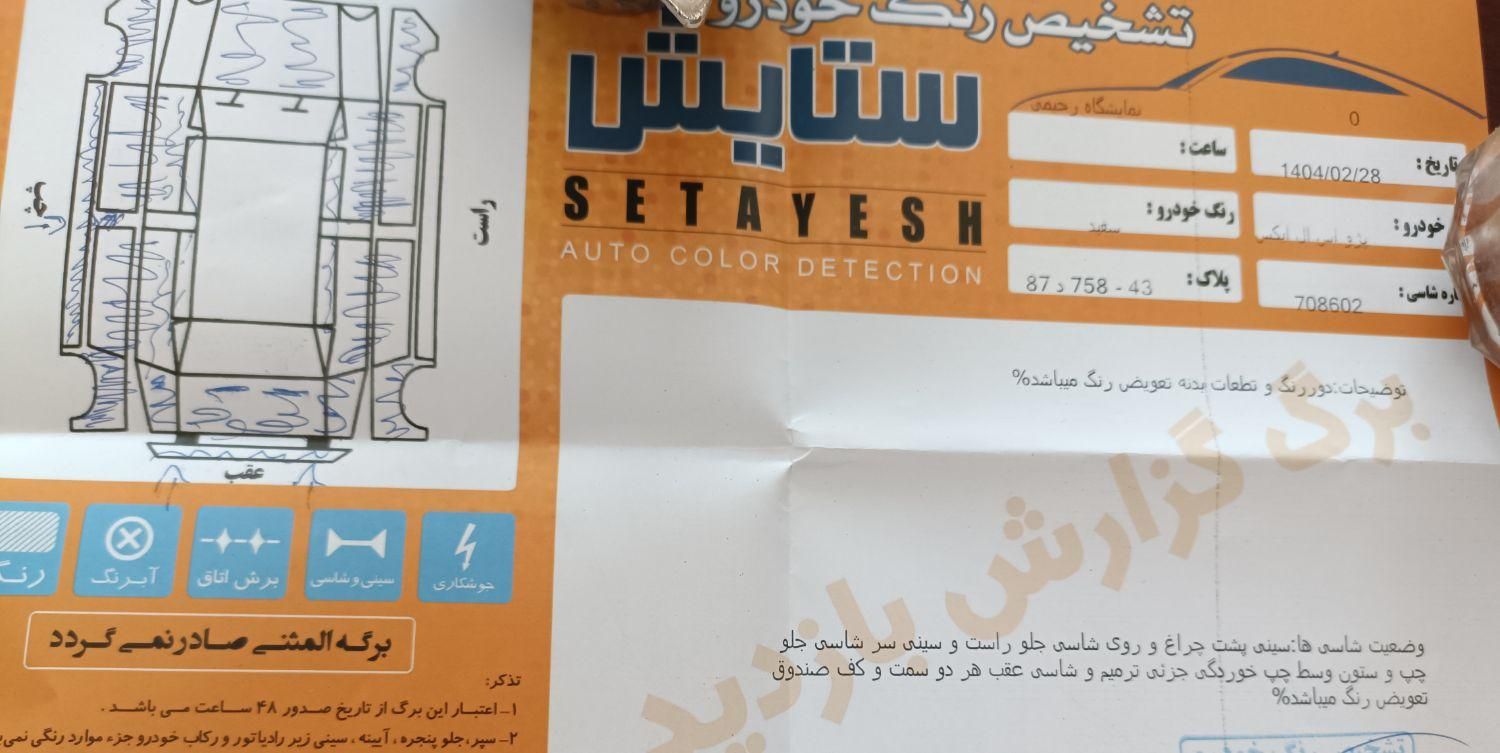 تشخیص رنگ خودرو
ستایش
SETAYESH
AUTO COLOR DETECTION
نمایشگاه رحیمی
0
ساعت :
تاریخ : 1404/02/28
رنگ خودرو : سفید
خودرو : پژو اس ال ایکس
پلاک : 87 د 758 - 43
شاسی : 708602
راست
عقب
توضیحات:دوررنگ و قطعات بدنه تعویض رنگ میباشد%
برگ گزارش بازدید
وضعیت شاسی ها:سینی پشت چراغ و روی شاسی جلو راست و سینی سر شاسی جلو
چپ و ستون وسط چپ خوردگی جزئی ترمیم و شاسی عقب هر دو سمت و کف صندوق
تعویض رنگ میباشد%
جوشکاری
سینی و شاسی
برش اتاق
آبرنگ
برگه المثنی صادر نمی گردد
تذکر:
۱- اعتبار این برگ از تاریخ صدور ۴۸ ساعت می باشد .
۲- سپر، جلو پنجره ، آیینه ، سینی زیر رادیاتور و رکاب خودرو جزء موارد رنگی